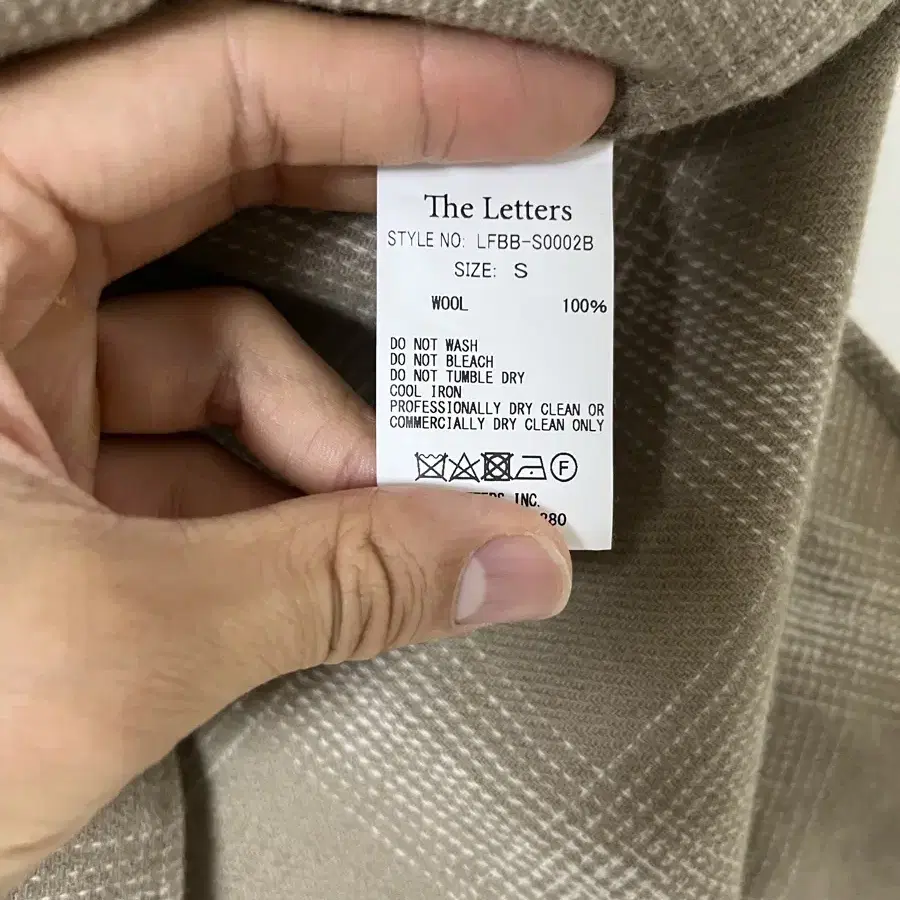 The Letters
STYLE NO: LFBB-S0002B
SIZE: S
WOOL 100%
DO NOT WASH
DO NOT BLEACH
DO NOT TUMBLE DRY
COOL IRON
PROFESSIONALLY DRY CLEAN OR
COMMERCIALLY DRY CLEAN ONLY
F
INC.